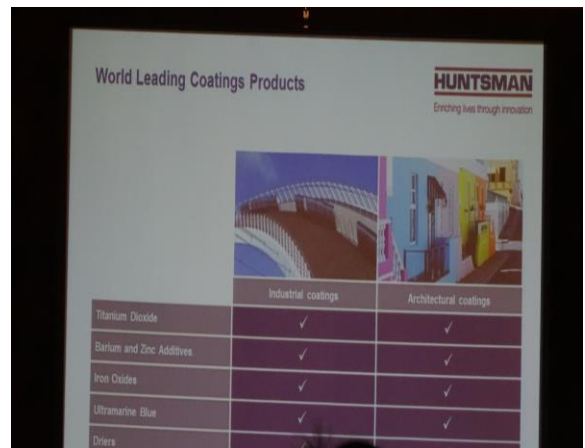 World Leading Coatings Products
HUNTSMAN
Enriching lives through innovation
Industrial coatings
Architectural coatings
Titanium Dioxide ✓ ✓
Barium and Zinc Additives ✓ ✓
Iron Oxides ✓ ✓
Ultramarine Blue ✓ ✓
Driers